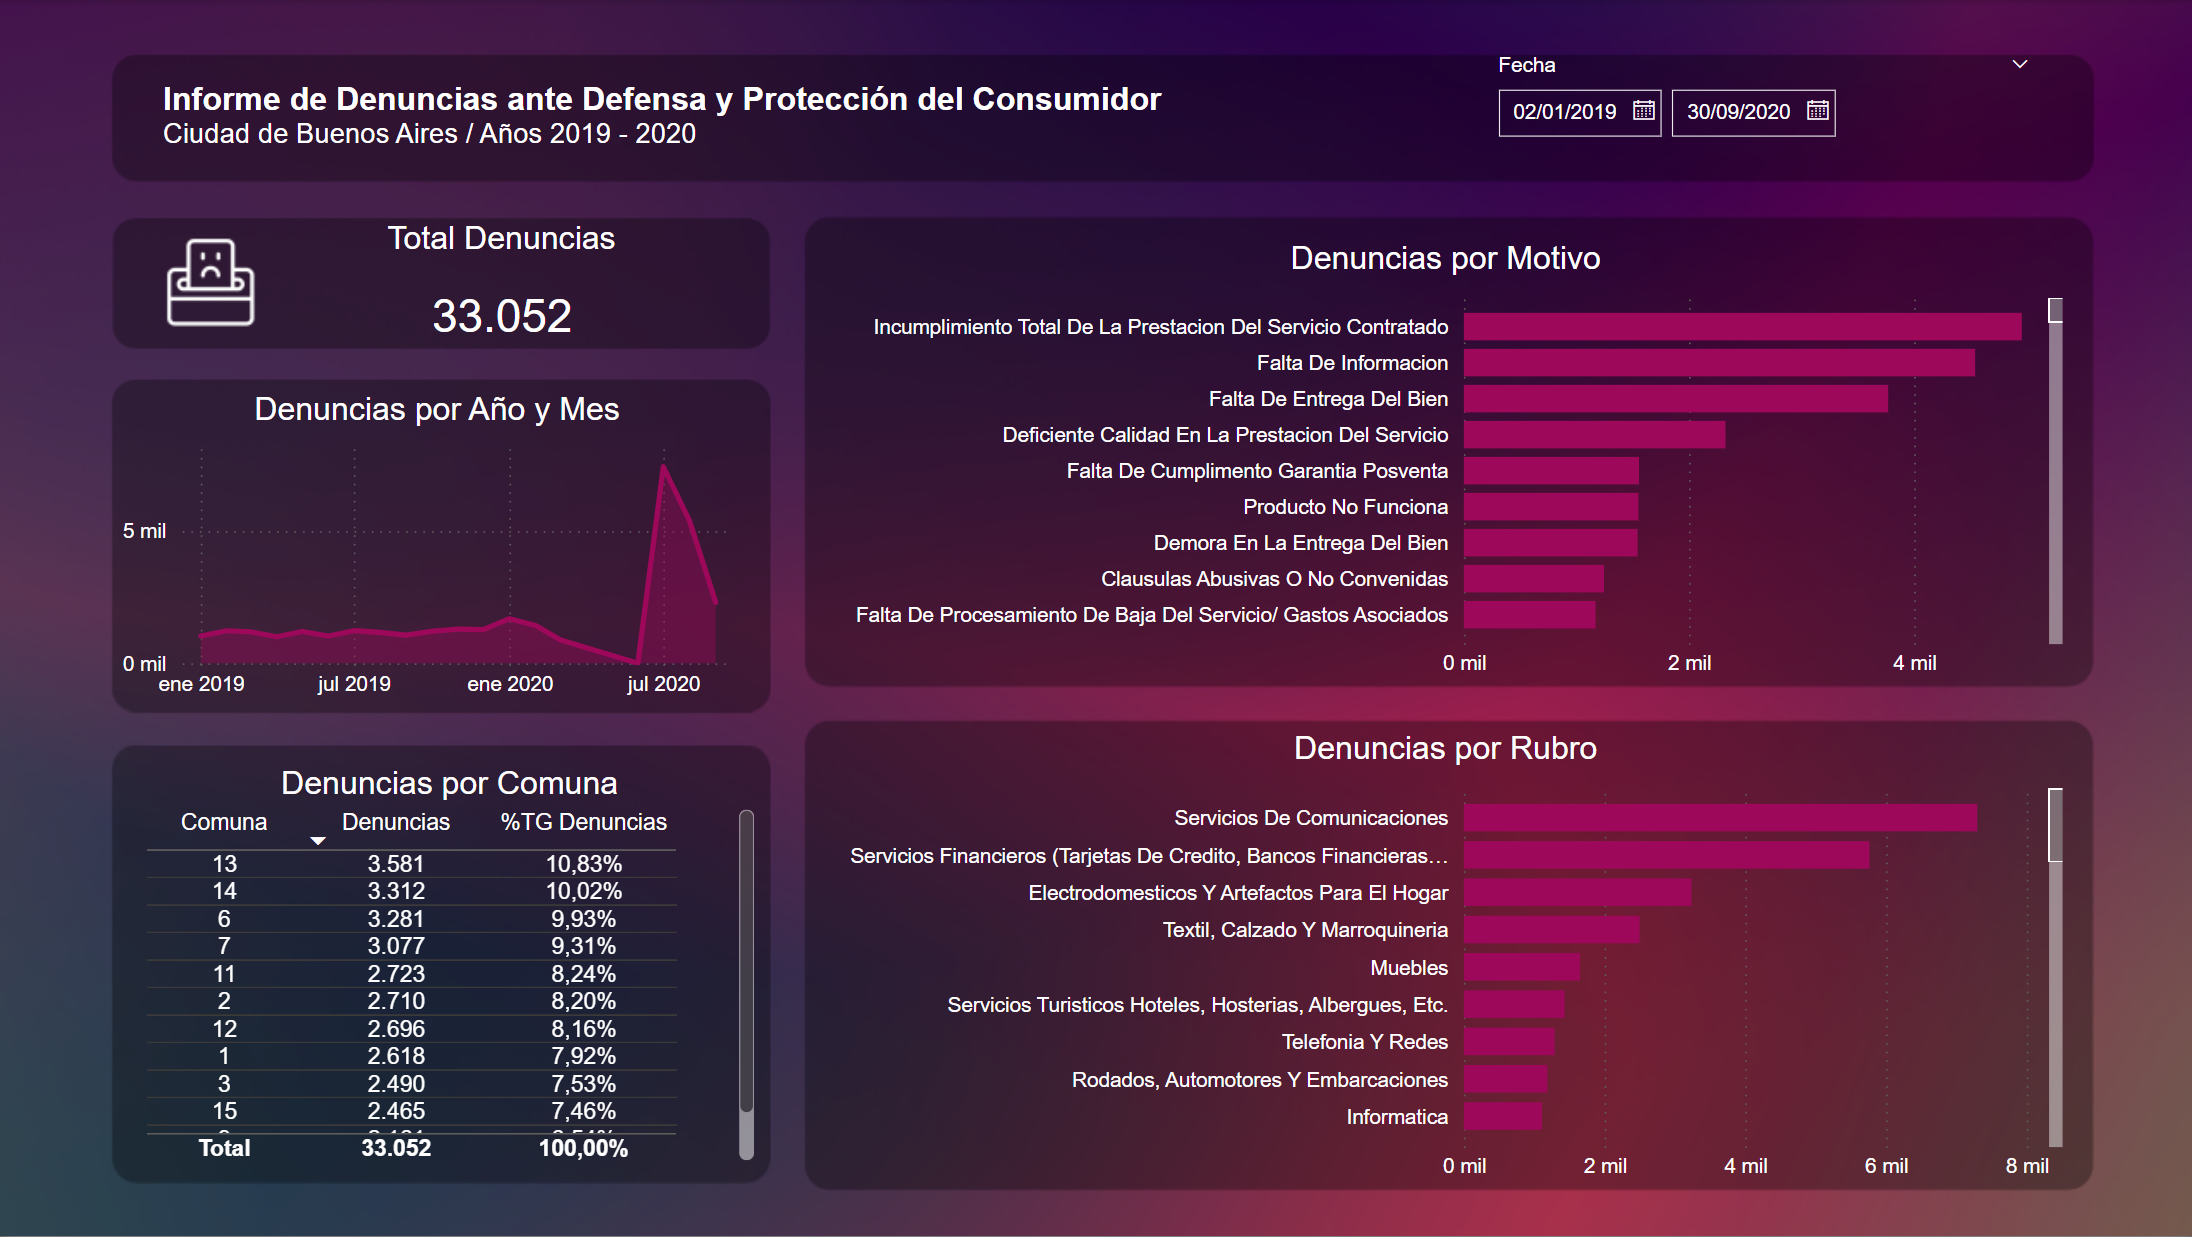 Informe de Denuncias ante Defensa y Protección del Consumidor
Ciudad de Buenos Aires / Años 2019 - 2020
Fecha
02/01/2019 30/09/2020
Total Denuncias
33.052
Denuncias por Año y Mes
5 mil
0 mil
ene 2019 jul 2019 ene 2020 jul 2020
Denuncias por Comuna
Comuna Denuncias %TG Denuncias
13 3.581 10,83%
14 3.312 10,02%
6 3.281 9,93%
7 3.077 9,31%
11 2.723 8,24%
2 2.710 8,20%
12 2.696 8,16%
1 2.618 7,92%
3 2.490 7,53%
15 2.465 7,46%
Total 33.052 100,00%
Denuncias por Motivo
Incumplimiento Total De La Prestacion Del Servicio Contratado
Falta De Informacion
Falta De Entrega Del Bien
Deficiente Calidad En La Prestacion Del Servicio
Falta De Cumplimento Garantia Posventa
Producto No Funciona
Demora En La Entrega Del Bien
Clausulas Abusivas O No Convenidas
Falta De Procesamiento De Baja Del Servicio/ Gastos Asociados
0 mil 2 mil 4 mil
Denuncias por Rubro
Servicios De Comunicaciones
Servicios Financieros (Tarjetas De Credito, Bancos Financieras…
Electrodomesticos Y Artefactos Para El Hogar
Textil, Calzado Y Marroquineria
Muebles
Servicios Turisticos Hoteles, Hosterias, Albergues, Etc.
Telefonia Y Redes
Rodados, Automotores Y Embarcaciones
Informatica
0 mil 2 mil 4 mil 6 mil 8 mil